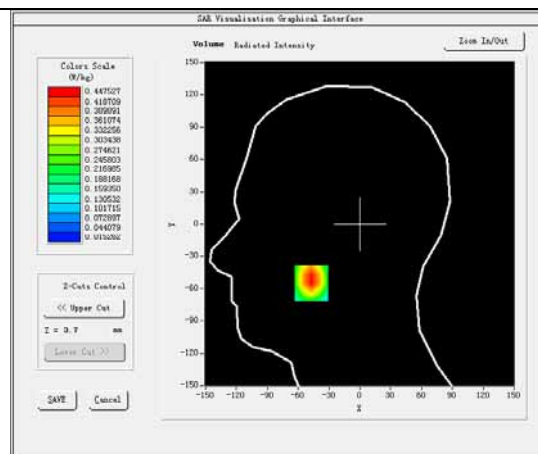 SAR Visualisation Graphical Interface
Volume Radiated Intensity
Zoom In/Out
Colors Scale
(W/kg)
0.447527
0.418709
0.389891
0.361074
0.332256
0.303438
0.274621
0.245803
0.216985
0.188168
0.159350
0.130532
0.101715
0.072897
0.044079
0.015262
Z-Cuts Control
<< Upper Cut
Z = 3.7 mm
Lower Cut >>
SAVE Cancel
150
120
90
60
30
Y 0
-30
-60
-90
-120
-150
-150 -120 -90 -60 -30 0 30 60 90 120 150
X